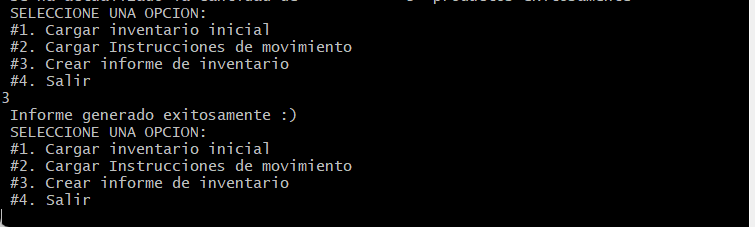 SELECCIONE UNA OPCION:
#1. Cargar inventario inicial
#2. Cargar Instrucciones de movimiento
#3. Crear informe de inventario
#4. Salir
3
Informe generado exitosamente :)
SELECCIONE UNA OPCION:
#1. Cargar inventario inicial
#2. Cargar Instrucciones de movimiento
#3. Crear informe de inventario
#4. Salir